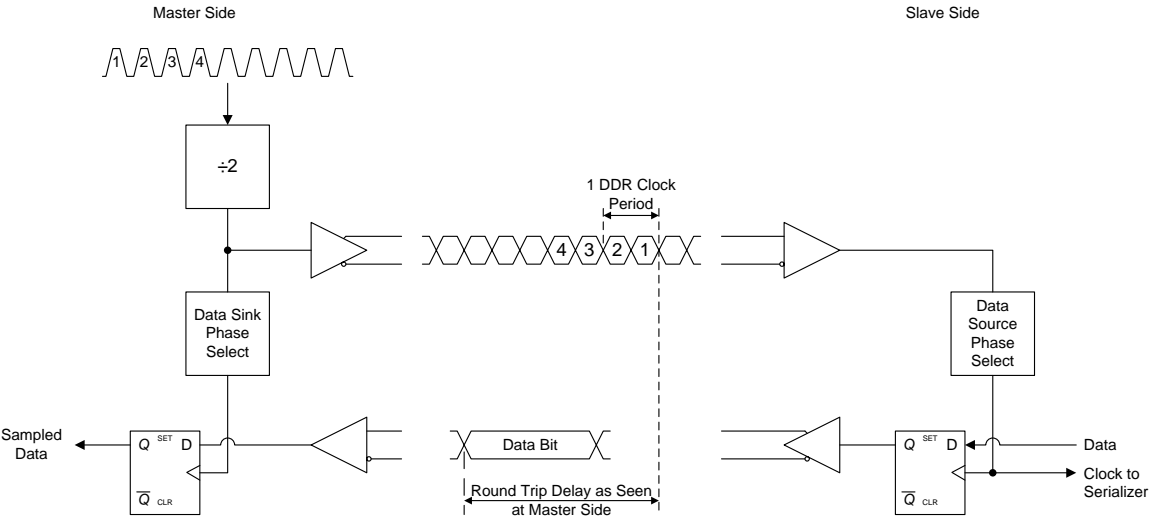 Master Side
Slave Side
1 2 3 4
÷2
1 DDR Clock
Period
4 3 2 1
Data Sink
Phase
Select
Data
Source
Phase
Select
Sampled
Data
Q SET D
Q CLR
Data Bit
Round Trip Delay as Seen
at Master Side
Q SET D
Q CLR
Data
Clock to
Serializer